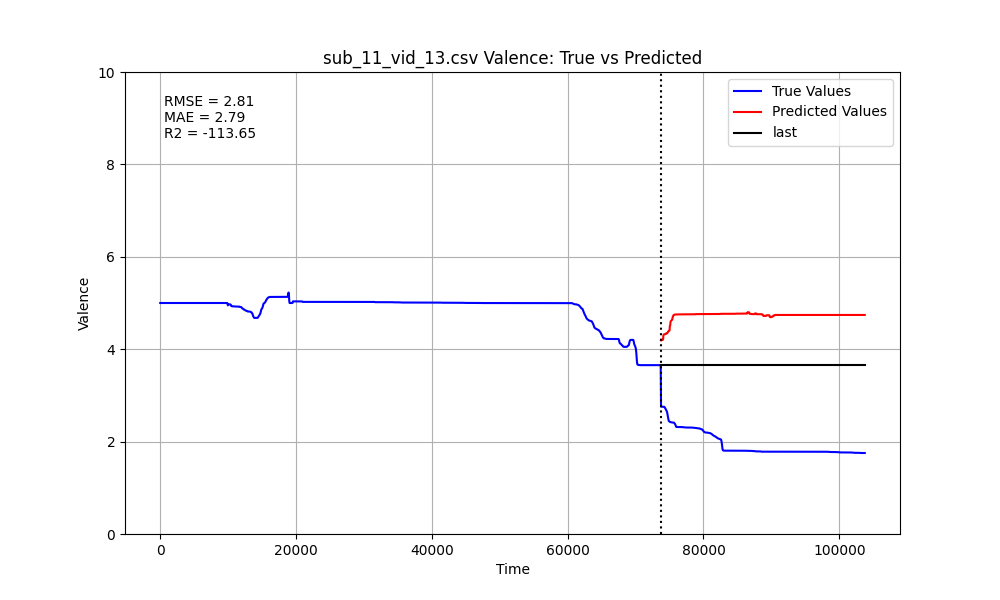 sub_11_vid_13.csv Valence: True vs Predicted
10
8
6
4
2
0
Valence
RMSE = 2.81
MAE = 2.79
R2 = -113.65
True Values
Predicted Values
last
0
20000
40000
60000
80000
100000
Time